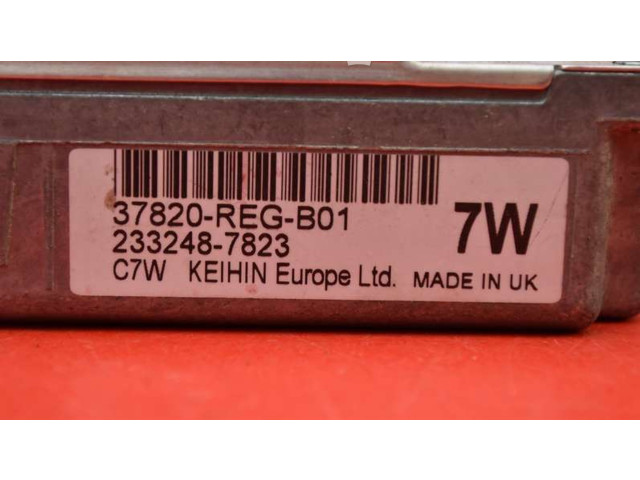 37820-REG-B01
233248-7823
7W
C7W KEIHIN Europe Ltd. MADE IN UK